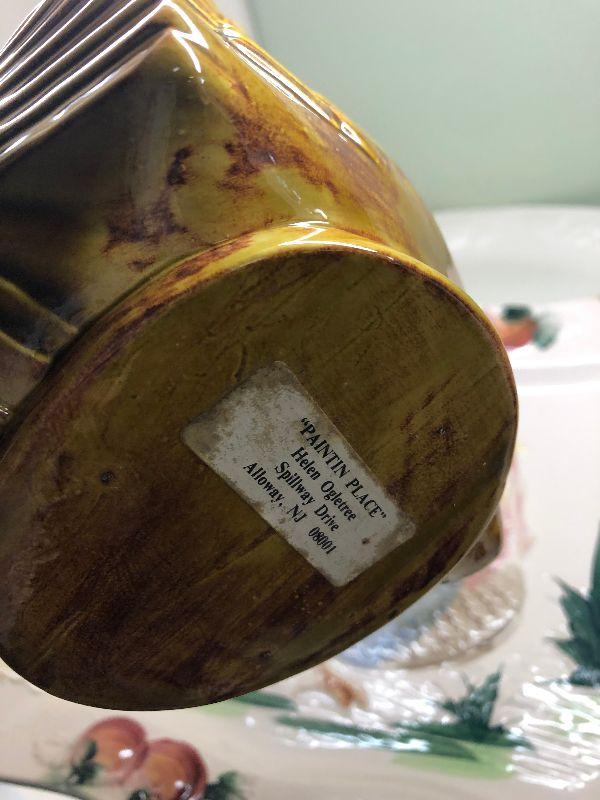 "PAINTIN PLACE"
Helen Ogletree
Spillway Drive
Alloway, NJ 08001